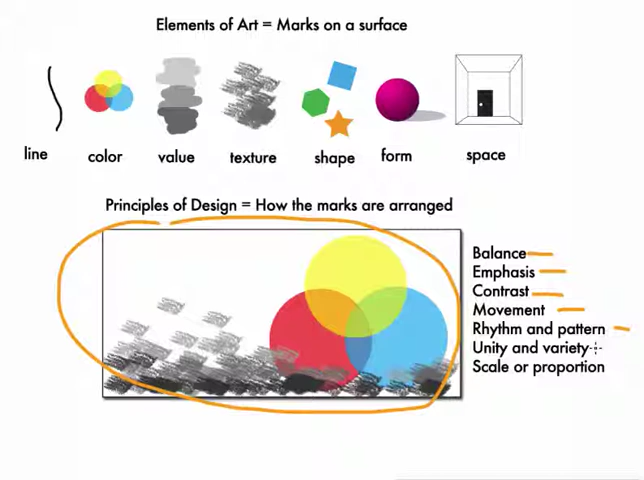 Elements of Art = Marks on a surface
line color value texture shape form space
Principles of Design = How the marks are arranged
Balance
Emphasis
Contrast
Movement
Rhythm and pattern
Unity and variety
Scale or proportion